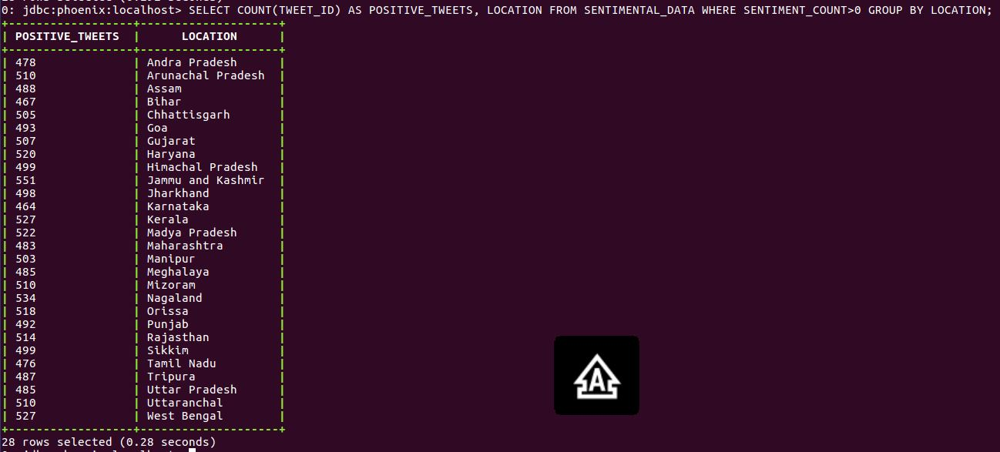 0: jdbc:phoenix:localhost> SELECT COUNT(TWEET_ID) AS POSITIVE_TWEETS, LOCATION FROM SENTIMENTAL_DATA WHERE SENTIMENT_COUNT>0 GROUP BY LOCATION;
+------------------+---------------------+
| POSITIVE_TWEETS | LOCATION |
+------------------+---------------------+
| 478 | Andra Pradesh |
| 510 | Arunachal Pradesh |
| 488 | Assam |
| 467 | Bihar |
| 505 | Chhattisgarh |
| 493 | Goa |
| 507 | Gujarat |
| 520 | Haryana |
| 499 | Himachal Pradesh |
| 551 | Jammu and Kashmir |
| 498 | Jharkhand |
| 464 | Karnataka |
| 527 | Kerala |
| 522 | Madya Pradesh |
| 483 | Maharashtra |
| 503 | Manipur |
| 485 | Meghalaya |
| 510 | Mizoram |
| 534 | Nagaland |
| 518 | Orissa |
| 492 | Punjab |
| 514 | Rajasthan |
| 499 | Sikkim |
| 476 | Tamil Nadu |
| 487 | Tripura |
| 485 | Uttar Pradesh |
| 510 | Uttaranchal |
| 527 | West Bengal |
+------------------+---------------------+
28 rows selected (0.28 seconds)
A